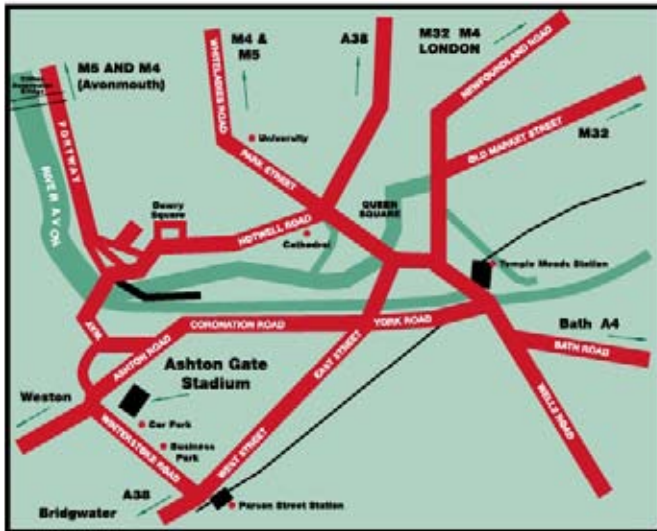 M5 AND M4
(Avonmouth)
M4 &
M5
A38
M32 M4
LONDON
WHITELADIES ROAD
NEWFOUNDLAND ROAD
PORTWAY
University
OLD MARKET STREET
M32
PARK STREET
RIVER AVON
Dowry
Square
QUEEN
SQUARE
HOTWELL ROAD
Cathedral
Temple Meads Station
WAY
CORONATION ROAD
YORK ROAD
Bath A4
BATH ROAD
ASHTON ROAD
Ashton Gate
Stadium
EAST STREET
Weston
Car Park
WELLS ROAD
Business
Park
WINTERSTOKE ROAD
WEST STREET
A38
Bridgwater
Parson Street Station